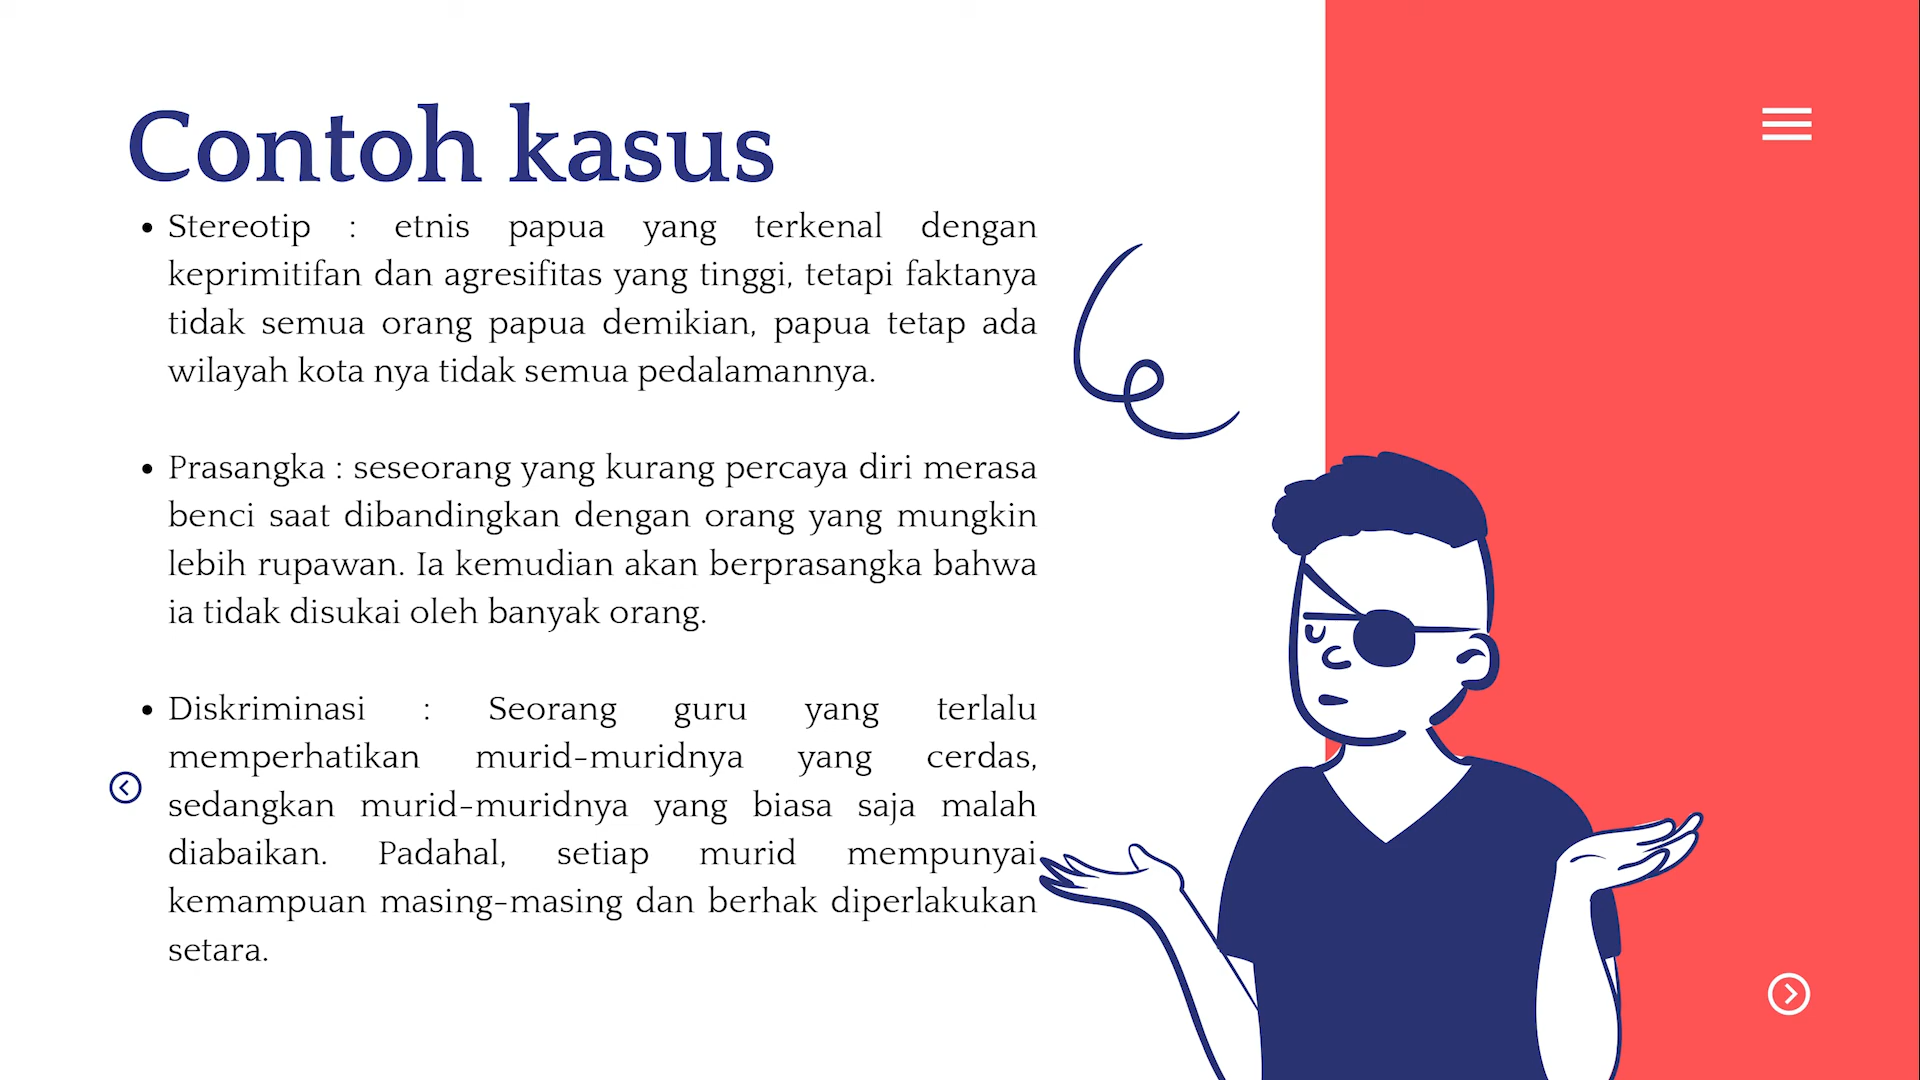 Contoh kasus
• Stereotip : etnis papua yang terkenal dengan
keprimitifan dan agresifitas yang tinggi, tetapi faktanya
tidak semua orang papua demikian, papua tetap ada
wilayah kota nya tidak semua pedalamannya.
• Prasangka : seseorang yang kurang percaya diri merasa
benci saat dibandingkan dengan orang yang mungkin
lebih rupawan. Ia kemudian akan berprasangka bahwa
ia tidak disukai oleh banyak orang.
• Diskriminasi : Seorang guru yang terlalu
memperhatikan murid-muridnya yang cerdas,
sedangkan murid-muridnya yang biasa saja malah
diabaikan. Padahal, setiap murid mempunyai
kemampuan masing-masing dan berhak diperlakukan
setara.